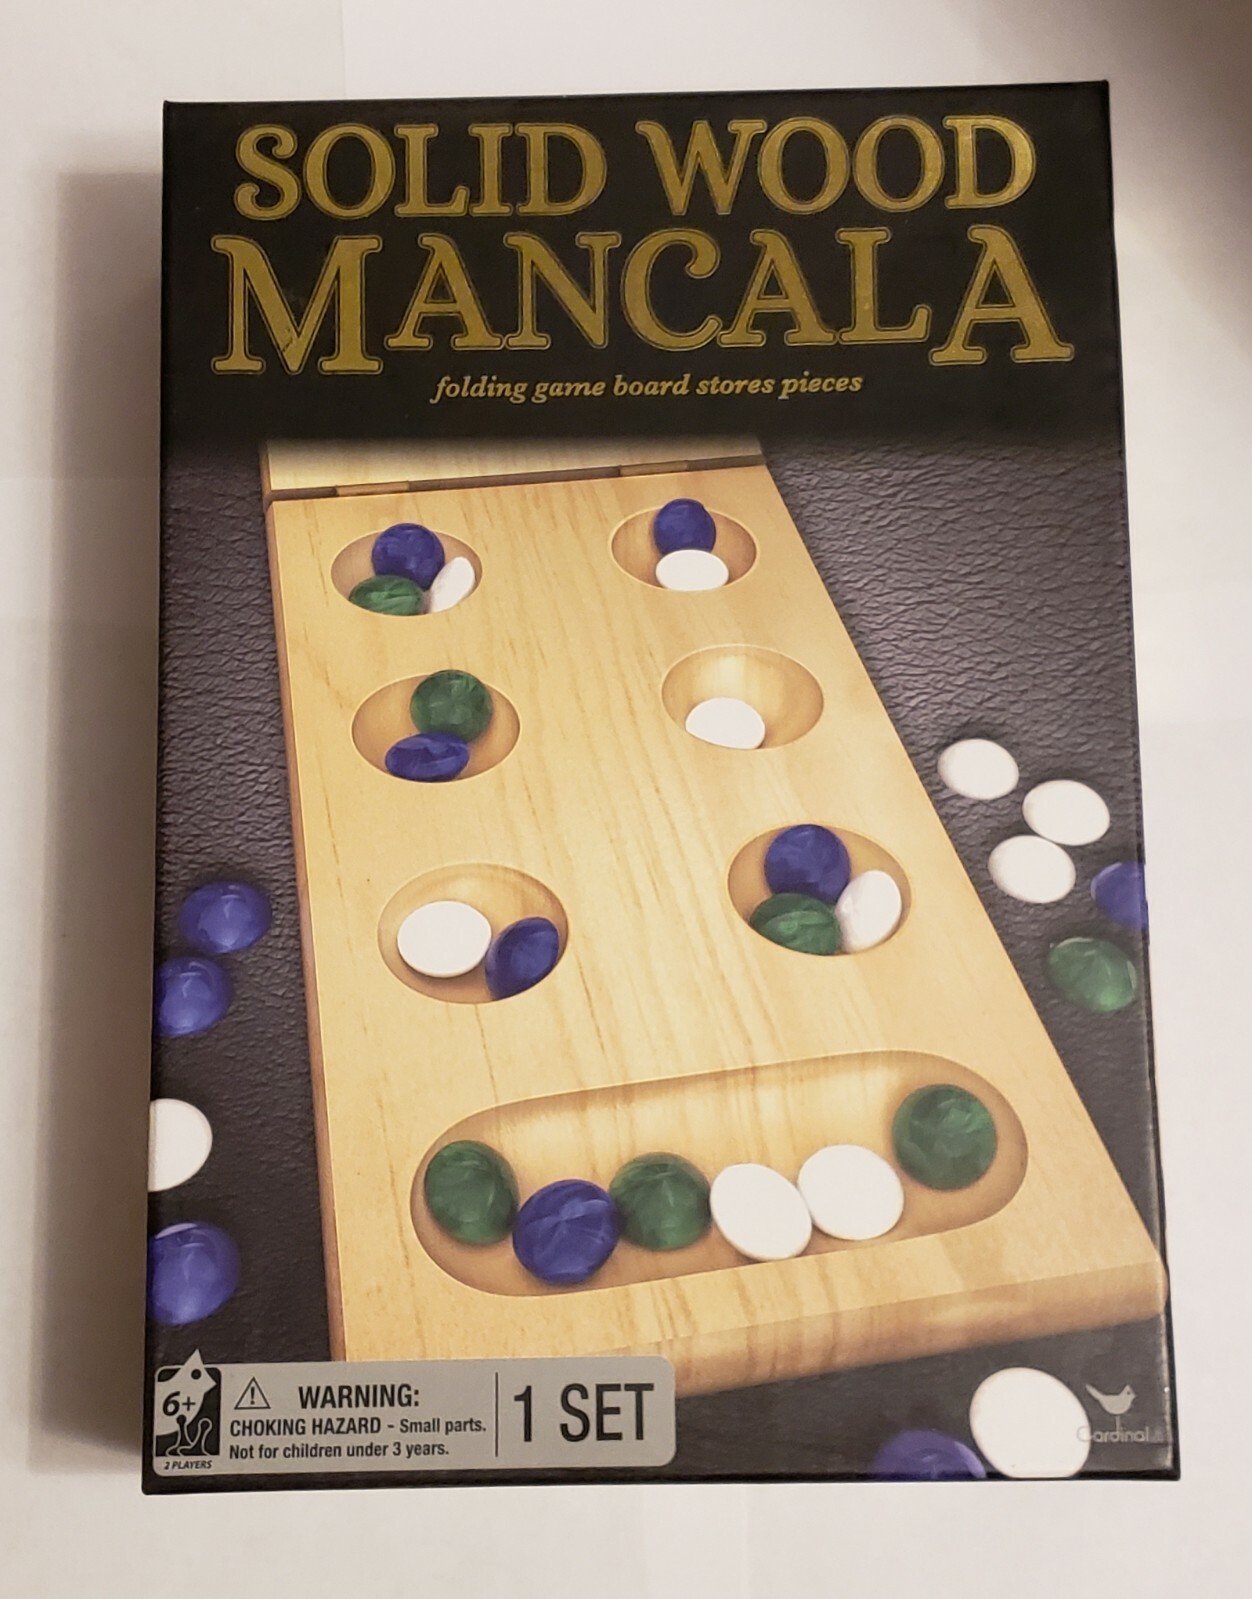 SOLID WOOD
MANCALA
folding game board stores pieces
6+
2 PLAYERS
WARNING:
CHOKING HAZARD - Small parts.
Not for children under 3 years.
1 SET
Cardinal